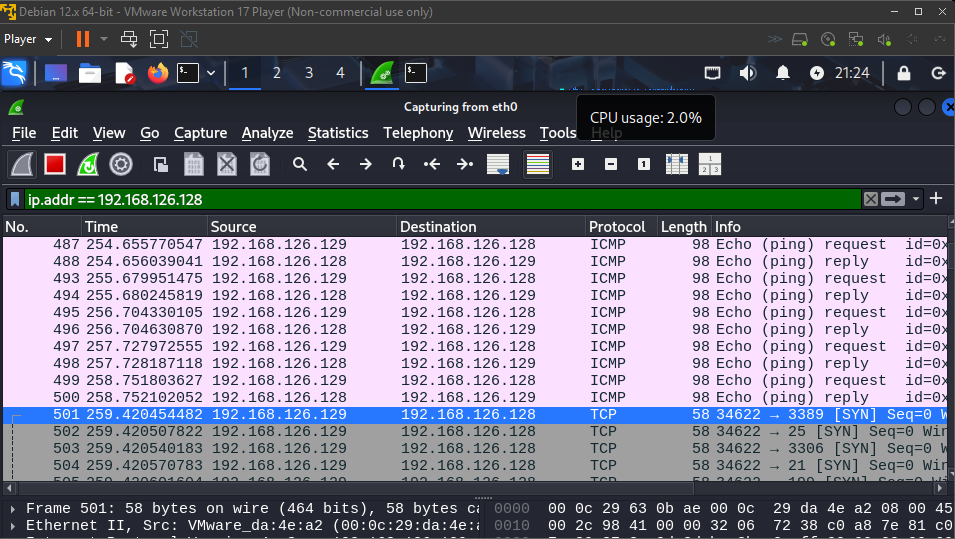 Debian 12.x 64-bit - VMware Workstation 17 Player (Non-commercial use only)
Player
1 2 3 4 21:24
Capturing from eth0
CPU usage: 2.0%
File Edit View Go Capture Analyze Statistics Telephony Wireless Tools Help
ip.addr == 192.168.126.128
No. Time Source Destination Protocol Length Info
487 254.655770547 192.168.126.129 192.168.126.128 ICMP 98 Echo (ping) request id=0x
488 254.656039041 192.168.126.128 192.168.126.129 ICMP 98 Echo (ping) reply id=0x
493 255.679951475 192.168.126.129 192.168.126.128 ICMP 98 Echo (ping) request id=0x
494 255.680245819 192.168.126.128 192.168.126.129 ICMP 98 Echo (ping) reply id=0x
495 256.704330105 192.168.126.129 192.168.126.128 ICMP 98 Echo (ping) request id=0x
496 256.704630870 192.168.126.128 192.168.126.129 ICMP 98 Echo (ping) reply id=0x
497 257.727972555 192.168.126.129 192.168.126.128 ICMP 98 Echo (ping) request id=0x
498 257.728187118 192.168.126.128 192.168.126.129 ICMP 98 Echo (ping) reply id=0x
499 258.751803627 192.168.126.129 192.168.126.128 ICMP 98 Echo (ping) request id=0x
500 258.752102052 192.168.126.128 192.168.126.129 ICMP 98 Echo (ping) reply id=0x
501 259.420454482 192.168.126.129 192.168.126.128 TCP 58 34622 → 3389 [SYN] Seq=0 W
502 259.420507822 192.168.126.129 192.168.126.128 TCP 58 34622 → 25 [SYN] Seq=0 Win
503 259.420540183 192.168.126.129 192.168.126.128 TCP 58 34622 → 3306 [SYN] Seq=0 W
504 259.420570783 192.168.126.129 192.168.126.128 TCP 58 34622 → 21 [SYN] Seq=0 Win
Frame 501: 58 bytes on wire (464 bits), 58 bytes ca
0000 00 0c 29 63 0b ae 00 0c 29 da 4e a2 08 00 45
Ethernet II, Src: VMware_da:4e:a2 (00:0c:29:da:4e:a
0010 00 2c 98 41 00 00 32 06 72 38 c0 a8 7e 81 c0